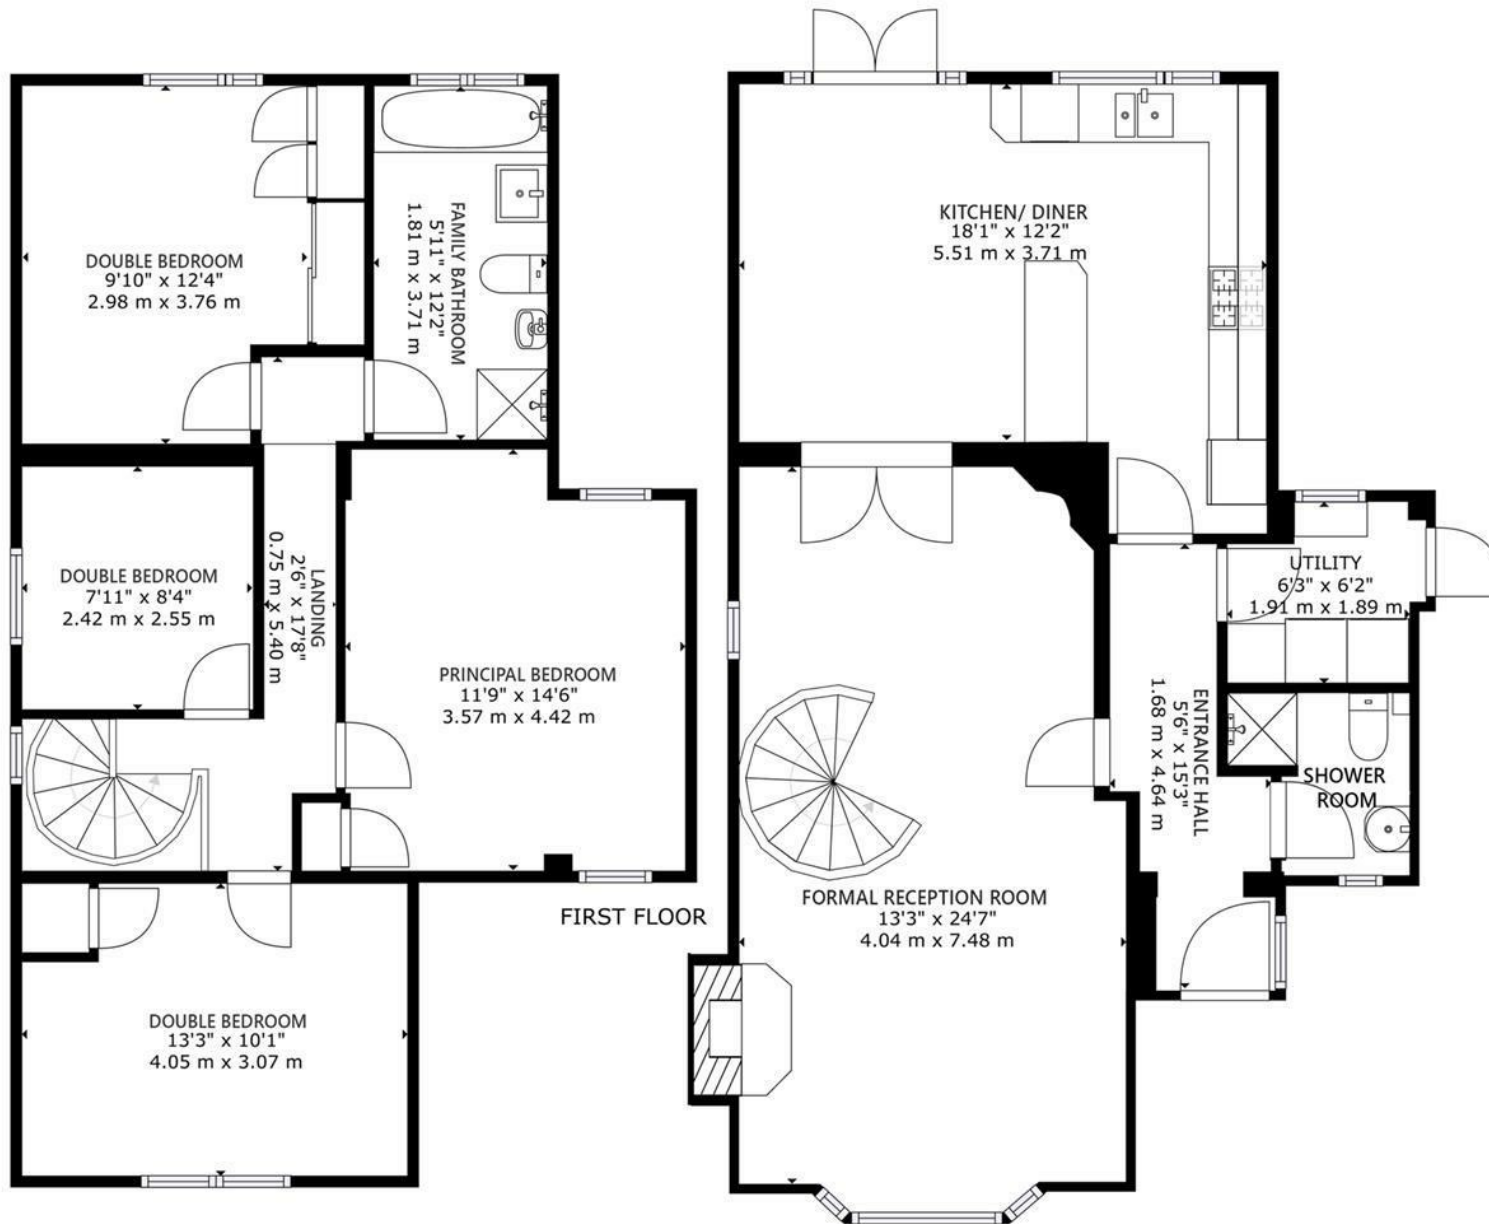 DOUBLE BEDROOM
9'10" x 12'4"
2.98 m x 3.76 m
FAMILY BATHROOM
5'11" x 12'2"
1.81 m x 3.71 m
DOUBLE BEDROOM
7'11" x 8'4"
2.42 m x 2.55 m
LANDING
2'6" x 17'8"
0.75 m x 5.40 m
PRINCIPAL BEDROOM
11'9" x 14'6"
3.57 m x 4.42 m
DOUBLE BEDROOM
13'3" x 10'1"
4.05 m x 3.07 m
FIRST FLOOR
KITCHEN/ DINER
18'1" x 12'2"
5.51 m x 3.71 m
UTILITY
6'3" x 6'2"
1.91 m x 1.89 m
ENTRANCE HALL
5'6" x 15'3"
1.68 m x 4.64 m
SHOWER
ROOM
FORMAL RECEPTION ROOM
13'3" x 24'7"
4.04 m x 7.48 m